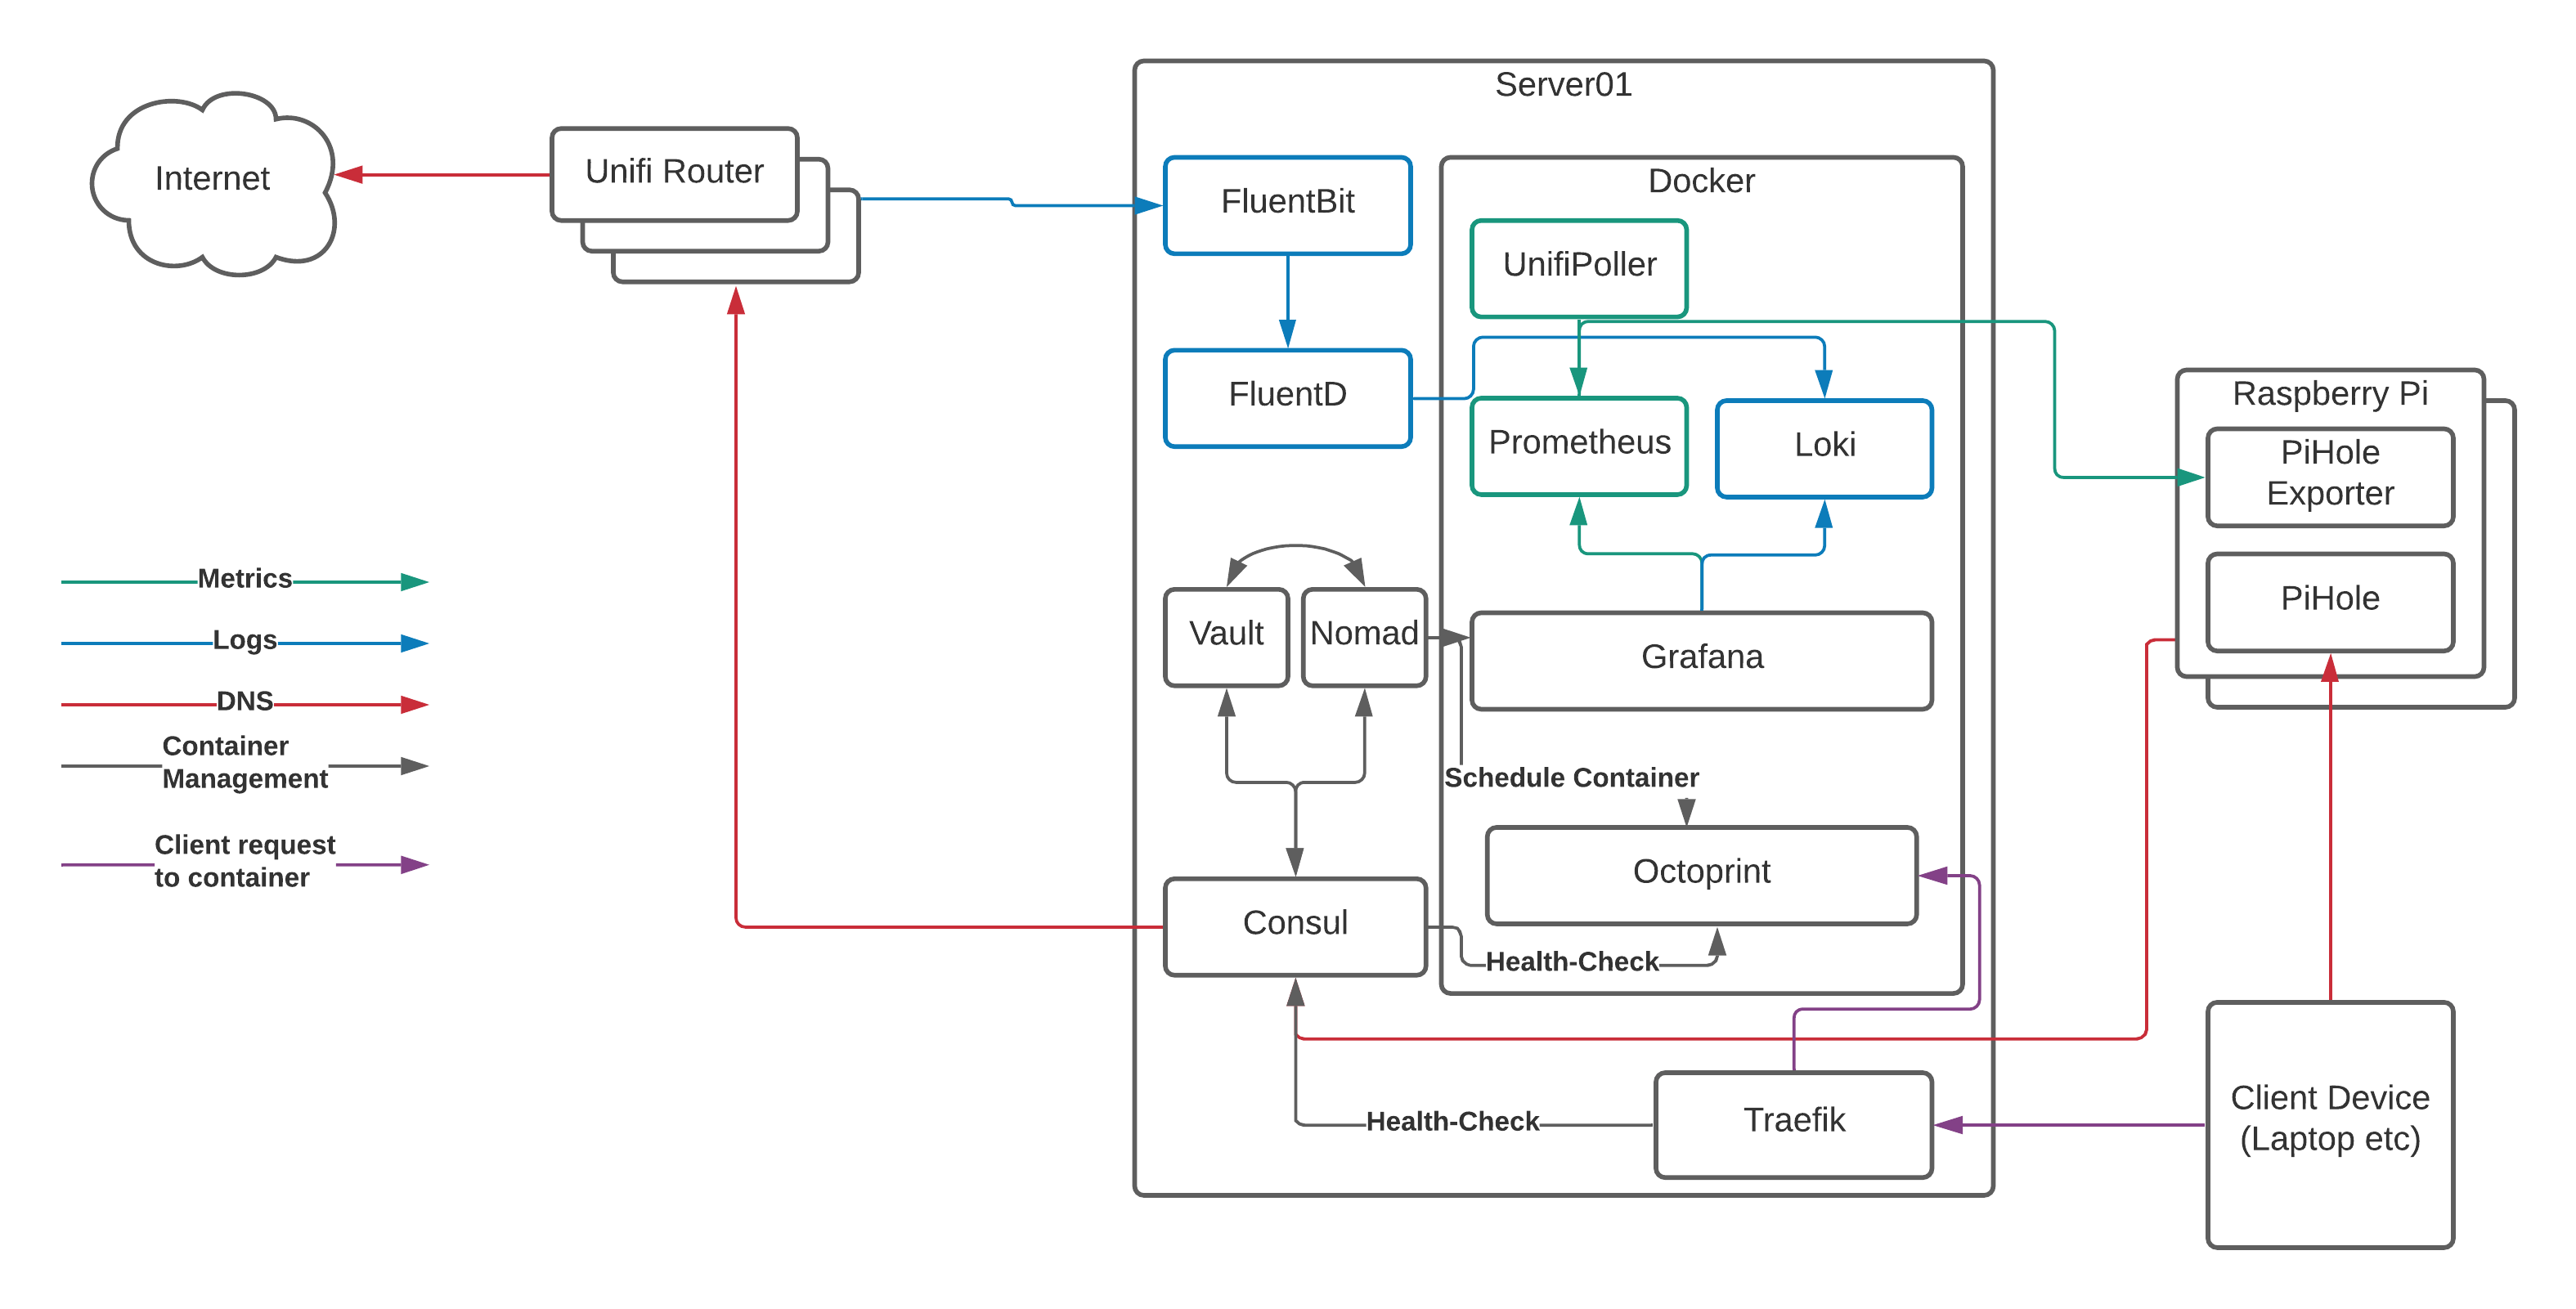 Server01
Internet
Unifi Router
FluentBit
Docker
UnifiPoller
FluentD
Prometheus
Loki
Raspberry Pi
PiHole
Exporter
PiHole
Metrics
Logs
DNS
Container
Management
Client request
to container
Vault
Nomad
Grafana
Schedule Container
Octoprint
Consul
Health-Check
Health-Check
Traefik
Client Device
(Laptop etc)